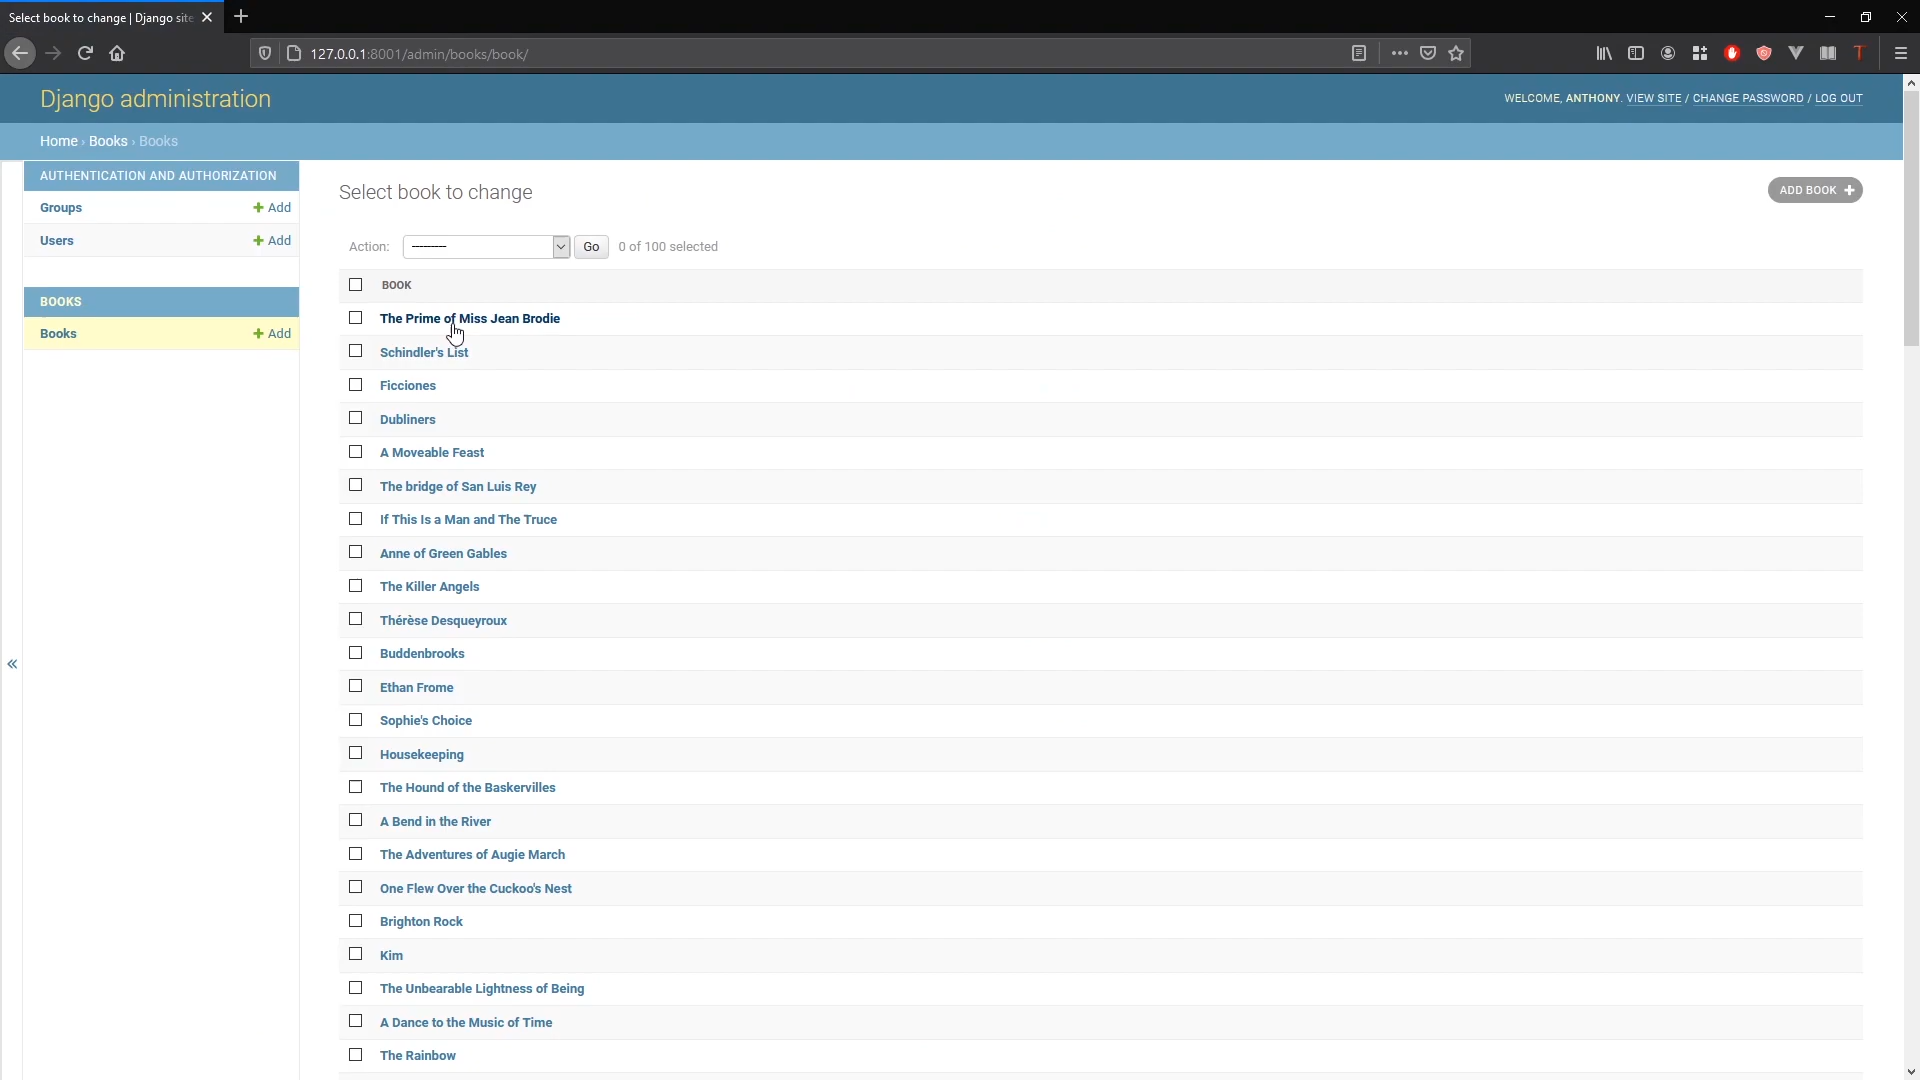 Select book to change | Django site
127.0.0.1:8001/admin/books/book/
Django administration
WELCOME, ANTHONY. VIEW SITE / CHANGE PASSWORD / LOG OUT
Home › Books › Books
AUTHENTICATION AND AUTHORIZATION
Groups + Add
Users + Add
BOOKS
Books + Add
«
Select book to change
ADD BOOK +
Action: --------- Go 0 of 100 selected
BOOK
The Prime of Miss Jean Brodie
Schindler's List
Ficciones
Dubliners
A Moveable Feast
The bridge of San Luis Rey
If This Is a Man and The Truce
Anne of Green Gables
The Killer Angels
Thérèse Desqueyroux
Buddenbrooks
Ethan Frome
Sophie's Choice
Housekeeping
The Hound of the Baskervilles
A Bend in the River
The Adventures of Augie March
One Flew Over the Cuckoo's Nest
Brighton Rock
Kim
The Unbearable Lightness of Being
A Dance to the Music of Time
The Rainbow